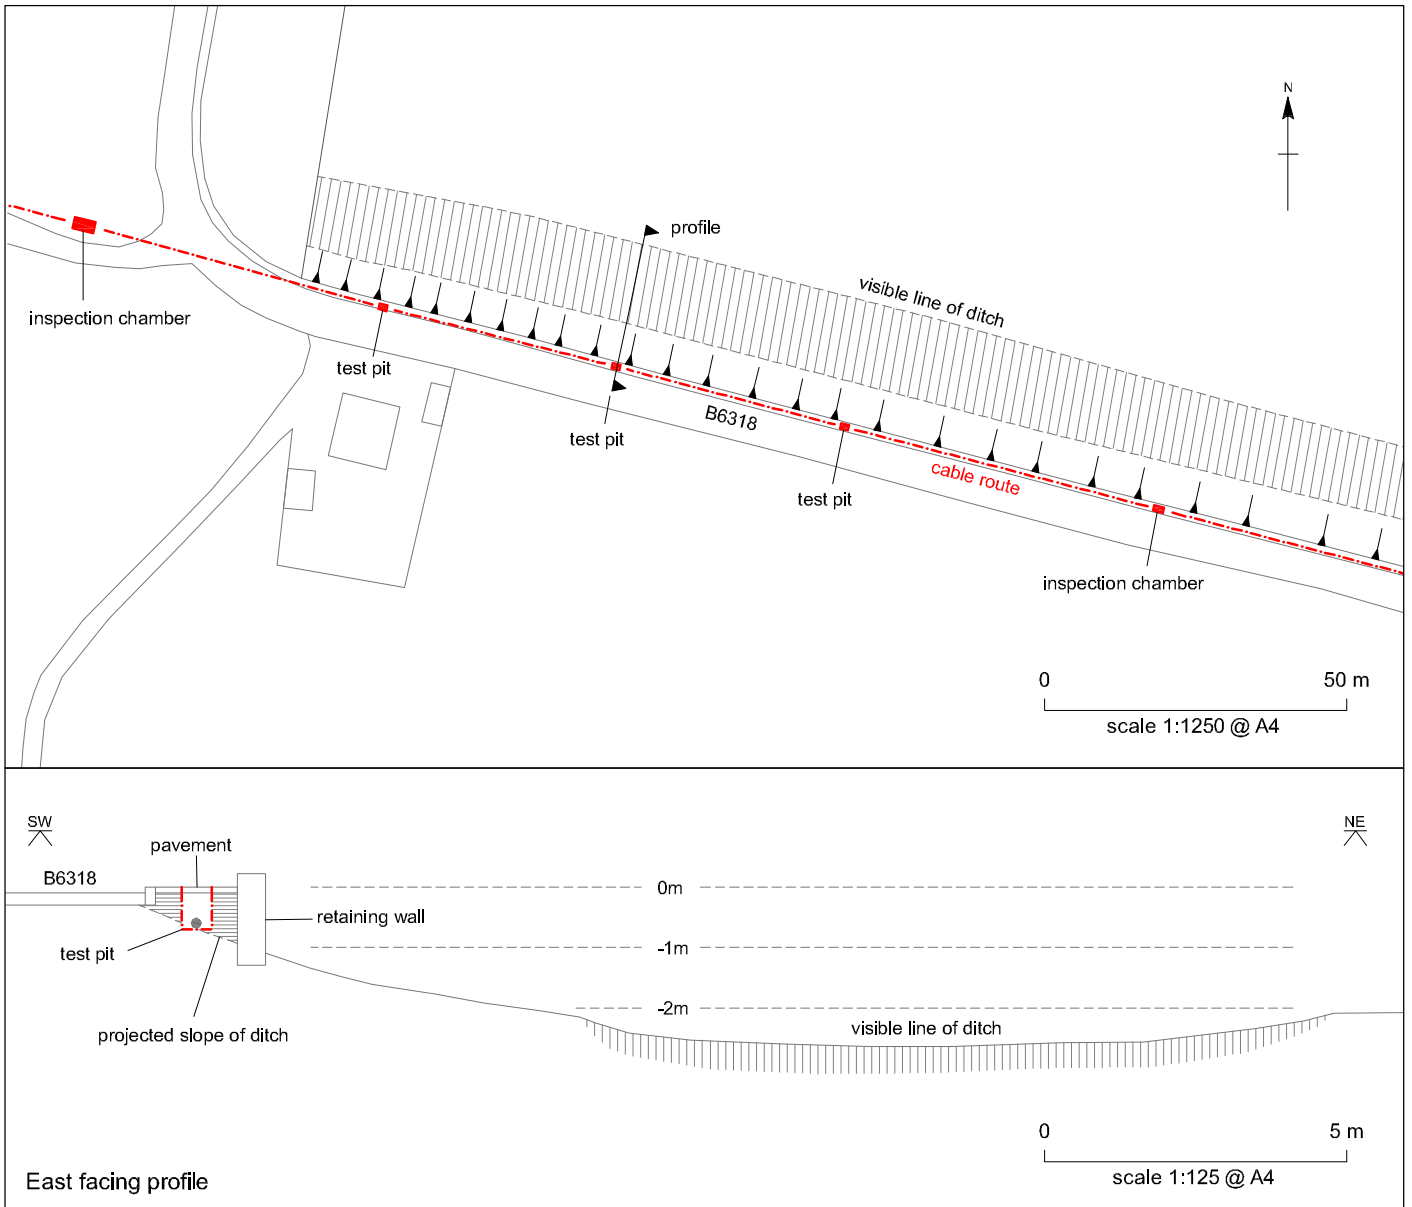 N
profile
visible line of ditch
inspection chamber
test pit
B6318
test pit
cable route
test pit
inspection chamber
0 50 m
scale 1:1250 @ A4
SW
NE
pavement
B6318
0m
retaining wall
-1m
test pit
-2m
projected slope of ditch
visible line of ditch
0 5 m
scale 1:125 @ A4
East facing profile